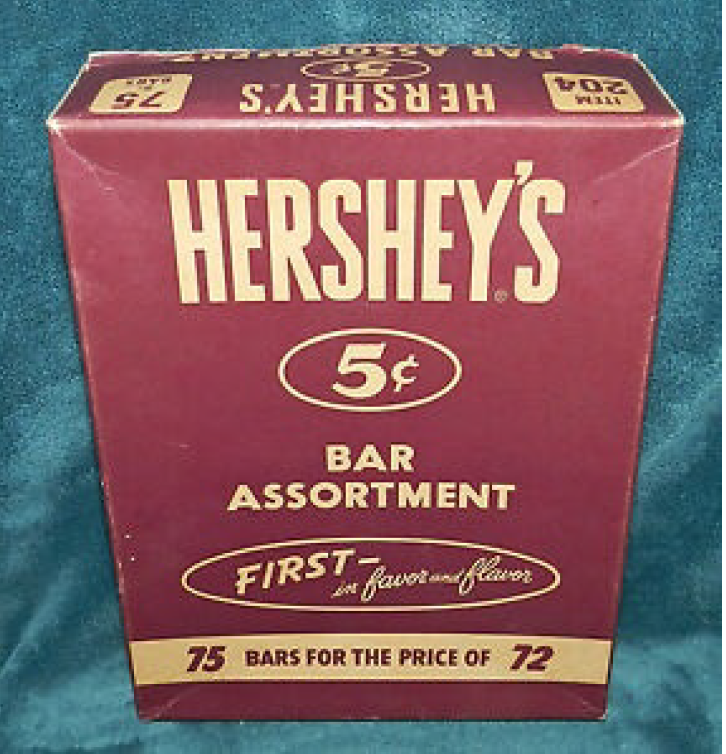 BAR ASSORTMENT
5¢
75 BARS
HERSHEY'S
ITEM 204
HERSHEY'S®
5¢
BAR
ASSORTMENT
FIRST-
in favor and flavor
75 BARS FOR THE PRICE OF 72